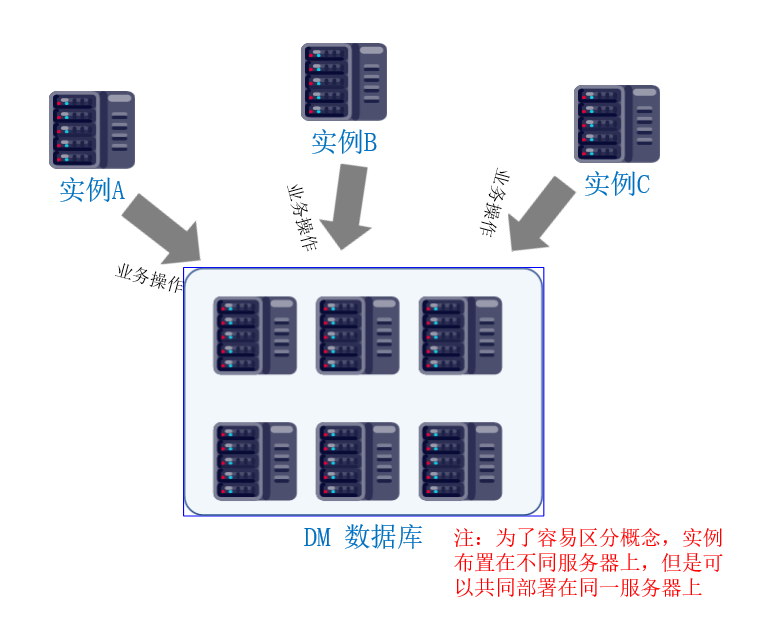 实例B
实例A
实例C
业务操作
业务操作
业务操作
DM 数据库
注：为了容易区分概念，实例
布置在不同服务器上，但是可
以共同部署在同一服务器上